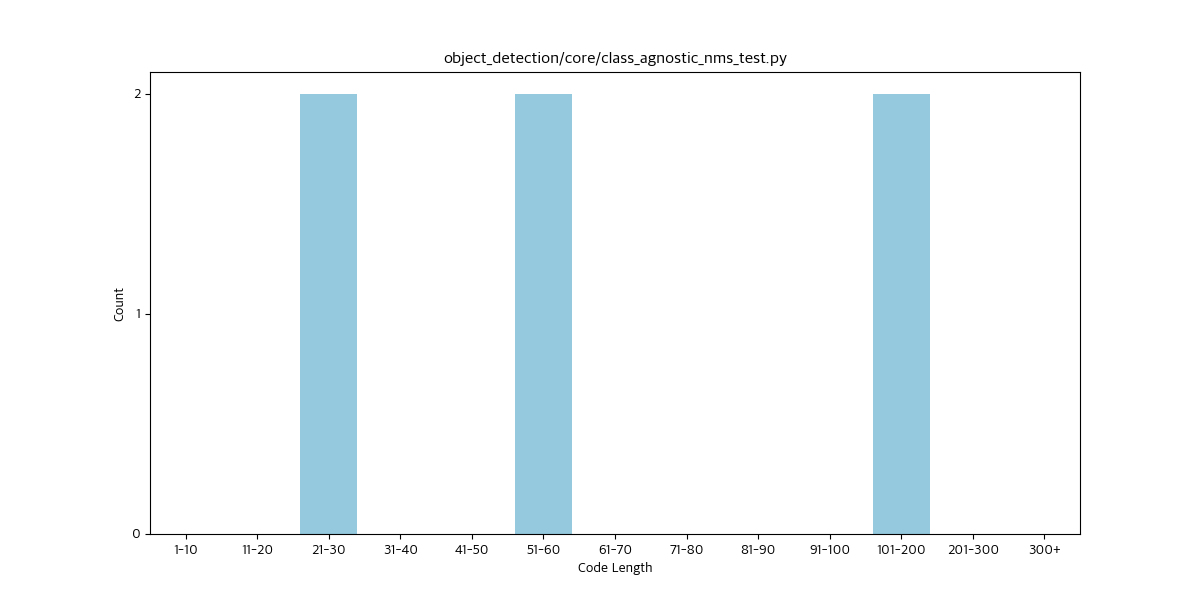 object_detection/core/class_agnostic_nms_test.py
2
1
0
Count
1-10 11-20 21-30 31-40 41-50 51-60 61-70 71-80 81-90 91-100 101-200 201-300 300+
Code Length